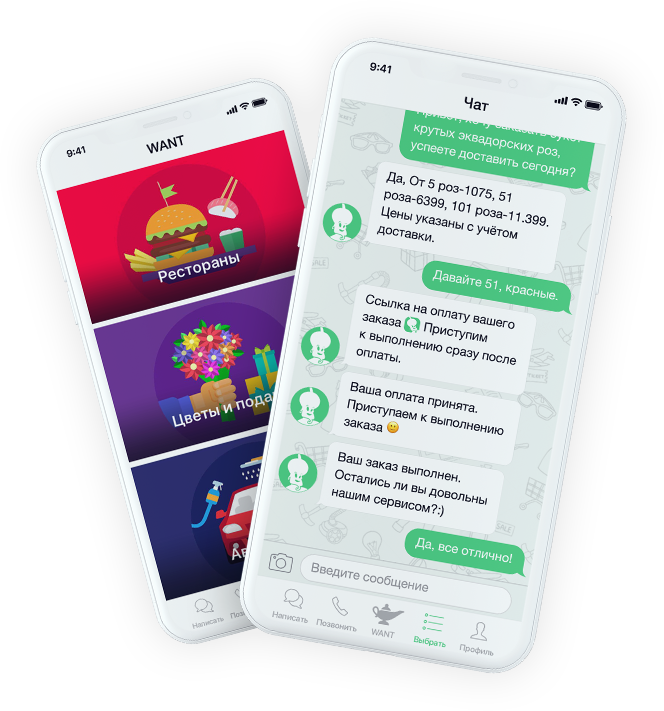 9:41
WANT
Рестораны
Цветы и пода
Ав
Написать
9:41
Чат
крутых эквадорских роз,
успеете доставить сегодня?
Да, От 5 роз-1075, 51
роза-6399, 101 роза-11.399.
Цены указаны с учётом
доставки.
Давайте 51, красные.
Ссылка на оплату вашего
заказа Приступим
к выполнению сразу после
оплаты.
Ваша оплата принята.
Приступаем к выполнению
заказа 🙂
Ваш заказ выполнен.
Остались ли вы довольны
нашим сервисом?:)
Да, все отлично!
Введите сообщение
Написать Позвонить WANT Выбрать Профиль